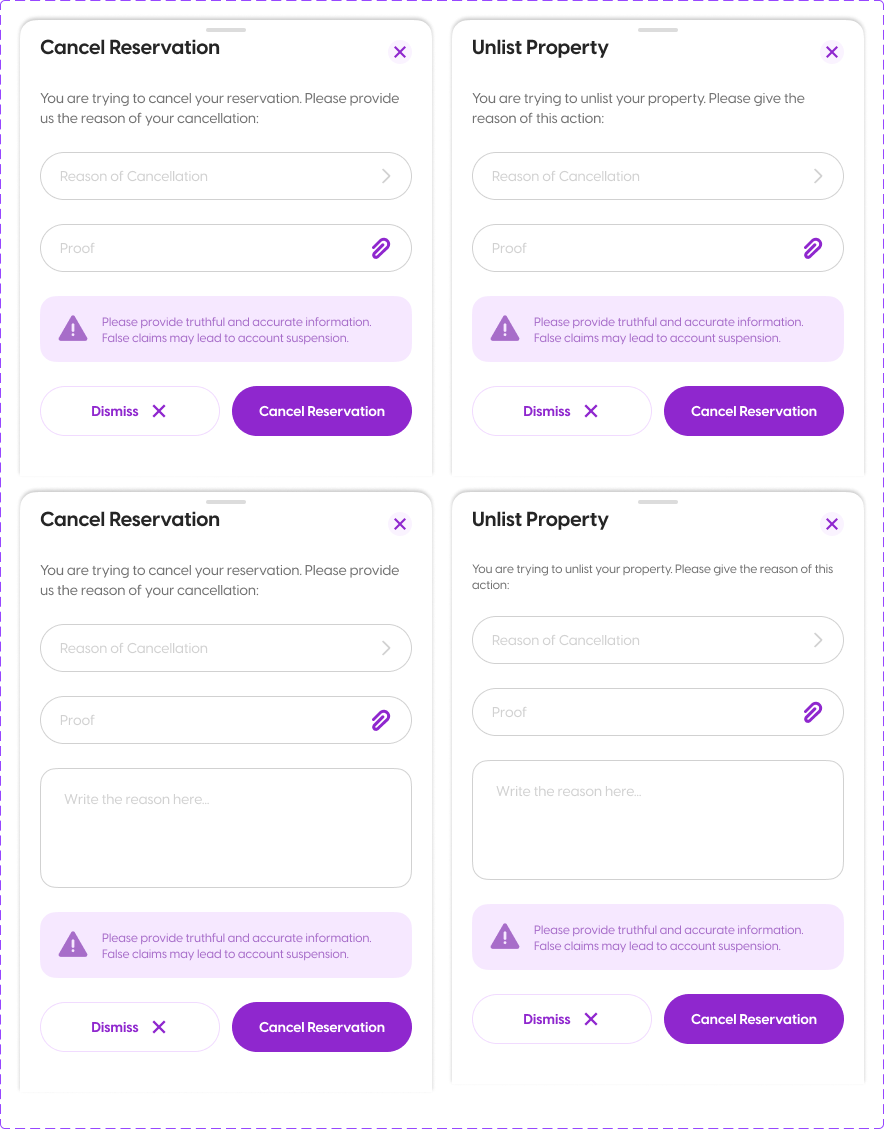 Cancel Reservation
You are trying to cancel your reservation. Please provide
us the reason of your cancellation:
Reason of Cancellation
Proof
Please provide truthful and accurate information.
False claims may lead to account suspension.
Dismiss
Cancel Reservation
Unlist Property
You are trying to unlist your property. Please give the
reason of this action:
Reason of Cancellation
Proof
Please provide truthful and accurate information.
False claims may lead to account suspension.
Dismiss
Cancel Reservation
Cancel Reservation
You are trying to cancel your reservation. Please provide
us the reason of your cancellation:
Reason of Cancellation
Proof
Write the reason here...
Please provide truthful and accurate information.
False claims may lead to account suspension.
Dismiss
Cancel Reservation
Unlist Property
You are trying to unlist your property. Please give the reason of this
action:
Reason of Cancellation
Proof
Write the reason here...
Please provide truthful and accurate information.
False claims may lead to account suspension.
Dismiss
Cancel Reservation